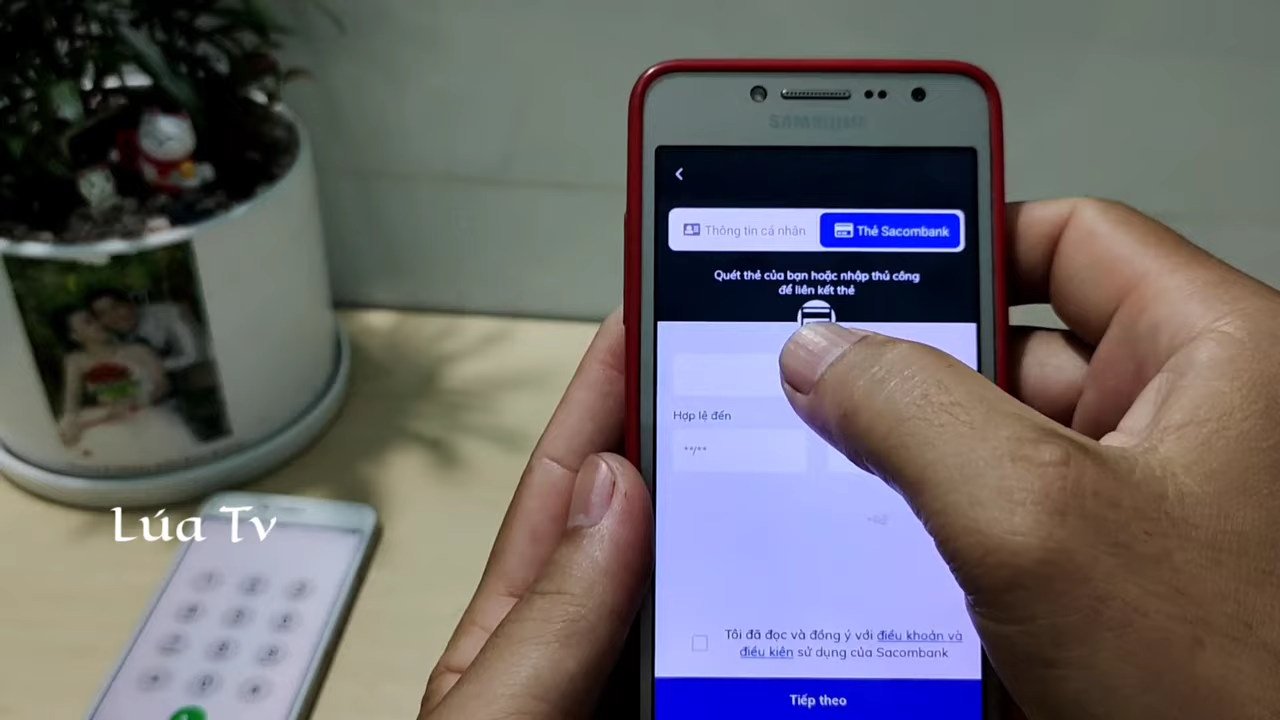 SAMSUNG
Thông tin cá nhân
Thẻ Sacombank
Quét thẻ của bạn hoặc nhập thủ công
để liên kết thẻ
Hợp lệ đến
**/**
Tôi đã đọc và đồng ý với điều khoản và
điều kiện sử dụng của Sacombank
Tiếp theo
Lúa Tv